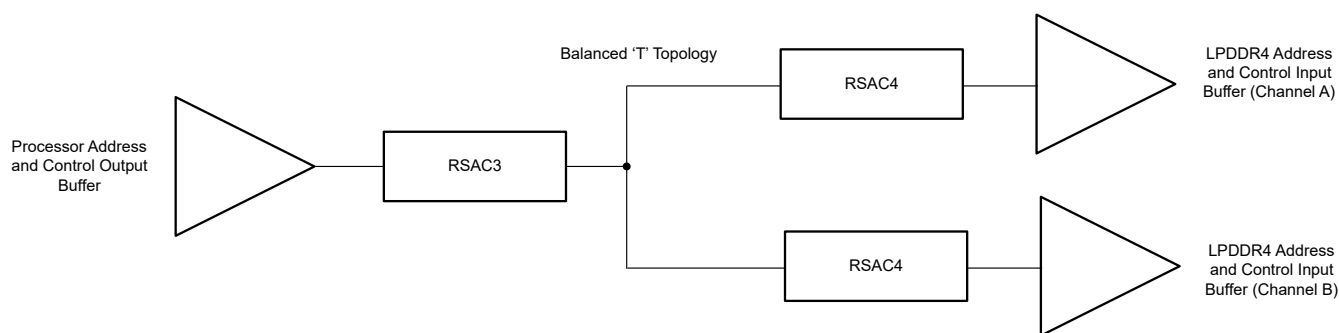 Balanced ‘T’ Topology
RSAC4
LPDDR4 Address
and Control Input
Buffer (Channel A)
Processor Address
and Control Output
Buffer
RSAC3
RSAC4
LPDDR4 Address
and Control Input
Buffer (Channel B)